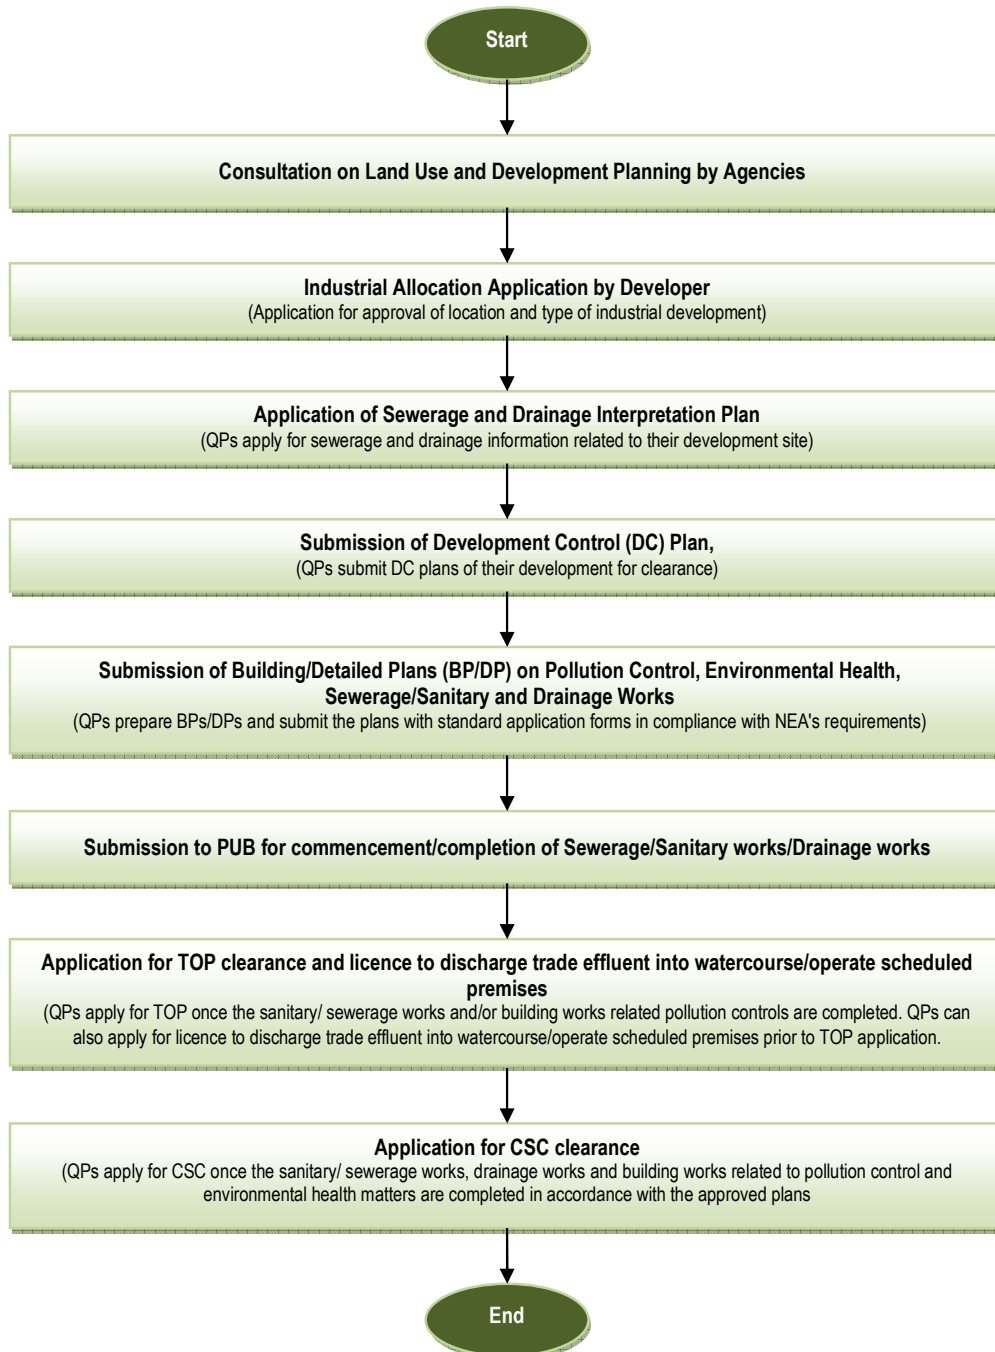 Start
Consultation on Land Use and Development Planning by Agencies
Industrial Allocation Application by Developer
(Application for approval of location and type of industrial development)
Application of Sewerage and Drainage Interpretation Plan
(QPs apply for sewerage and drainage information related to their development site)
Submission of Development Control (DC) Plan,
(QPs submit DC plans of their development for clearance)
Submission of Building/Detailed Plans (BP/DP) on Pollution Control, Environmental Health,
Sewerage/Sanitary and Drainage Works
(QPs prepare BPs/DPs and submit the plans with standard application forms in compliance with NEA's requirements)
Submission to PUB for commencement/completion of Sewerage/Sanitary works/Drainage works
Application for TOP clearance and licence to discharge trade effluent into watercourse/operate scheduled
premises
(QPs apply for TOP once the sanitary/ sewerage works and/or building works related pollution controls are completed. QPs can
also apply for licence to discharge trade effluent into watercourse/operate scheduled premises prior to TOP application.
Application for CSC clearance
(QPs apply for CSC once the sanitary/ sewerage works, drainage works and building works related to pollution control and
environmental health matters are completed in accordance with the approved plans
End